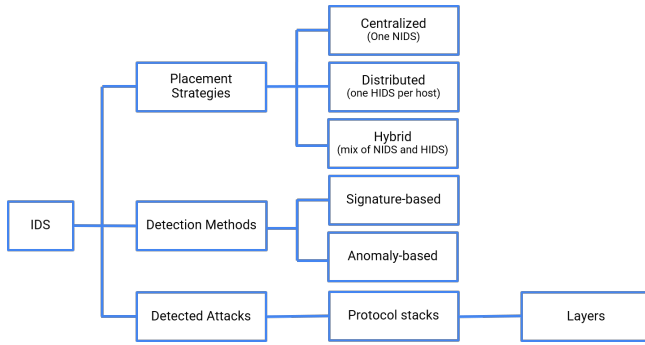 Centralized
(One NIDS)
Placement
Strategies
Distributed
(one HIDS per host)
Hybrid
(mix of NIDS and HIDS)
IDS
Detection Methods
Signature-based
Anomaly-based
Detected Attacks
Protocol stacks
Layers